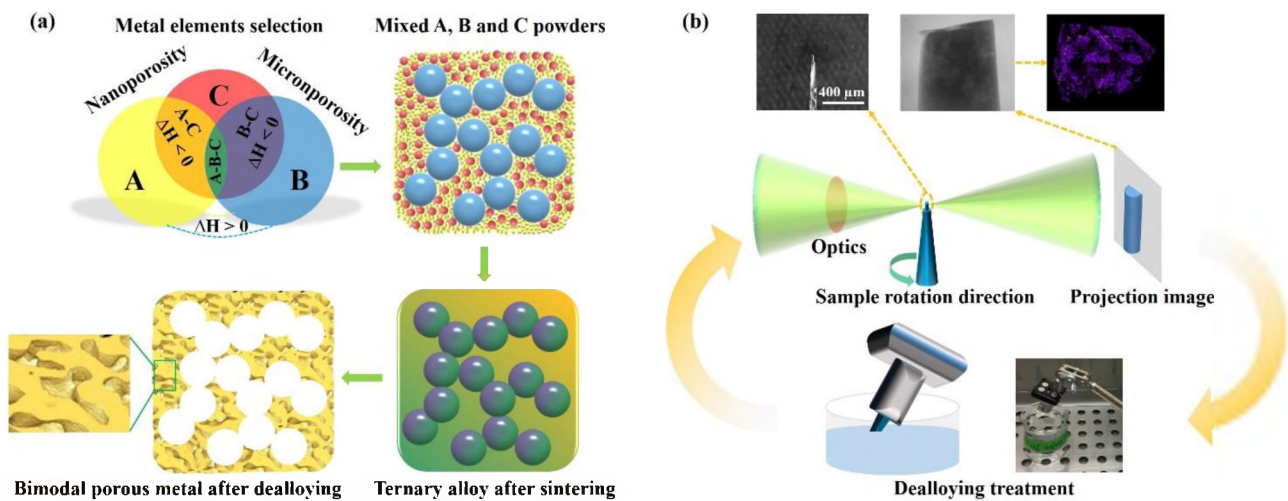 (a)
Metal elements selection
Mixed A, B and C powders
Nanoporosity
Micronporosity
C
A-C
ΔH < 0
B-C
ΔH < 0
A-B-C
A
B
ΔH > 0
Bimodal porous metal after dealloying
Ternary alloy after sintering
(b)
400 µm
Optics
Sample rotation direction
Projection image
Dealloying treatment